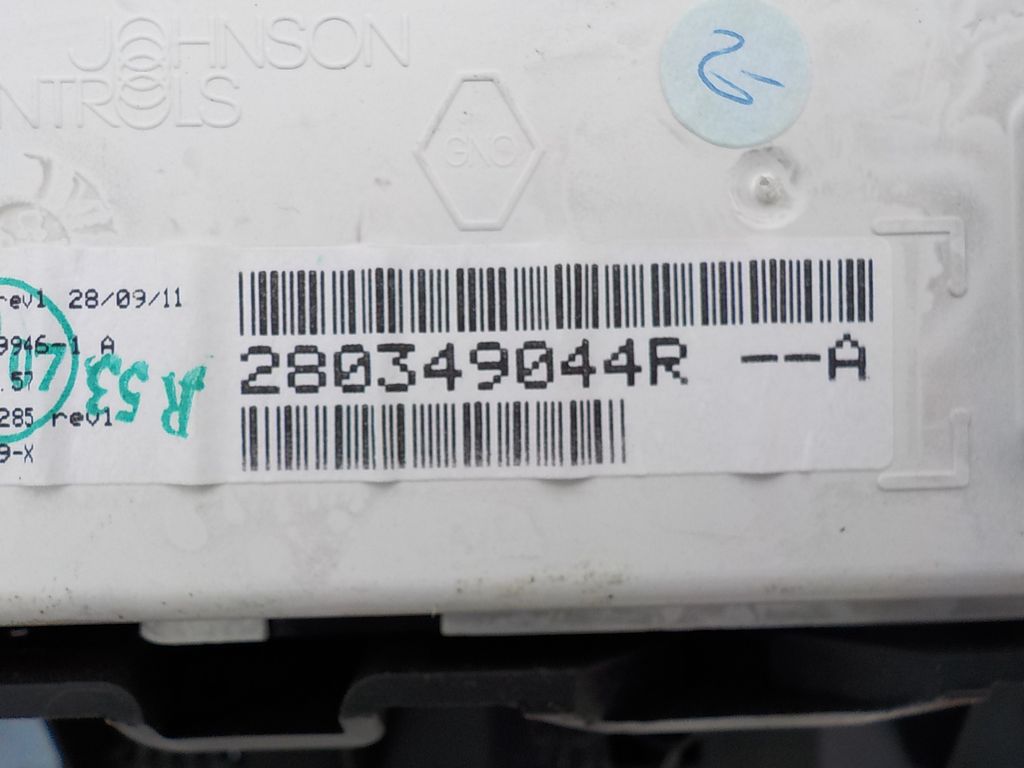 JOHNSON
NTROLS
GNC
rev1 28/09/11
9946-1 A
.57
285 rev1
9-X
R53
280349044R --A